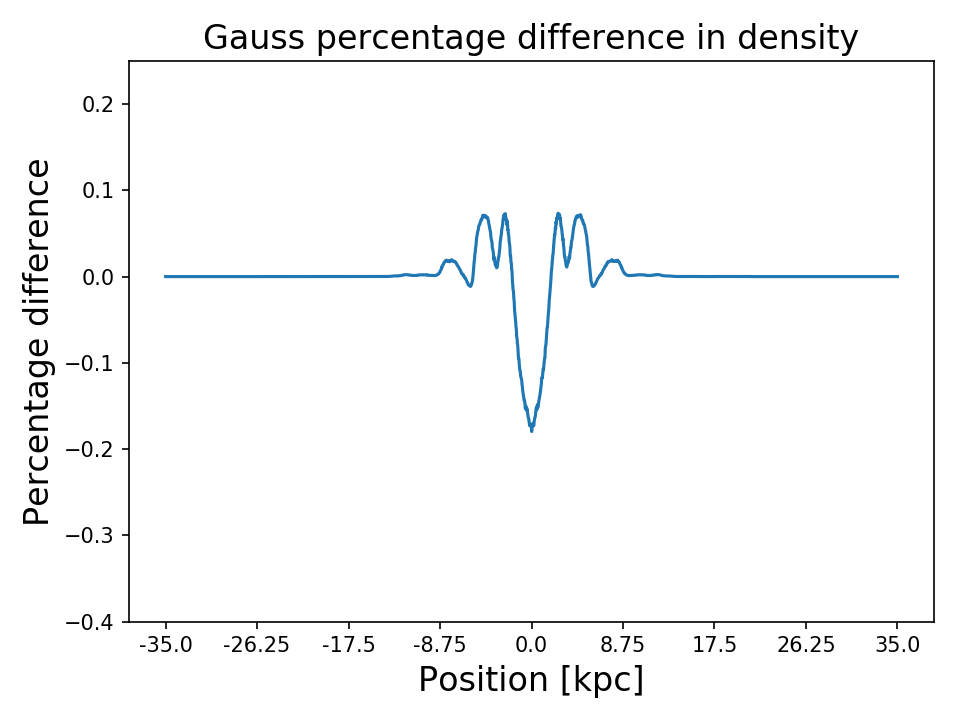 Gauss percentage difference in density
Percentage difference
0.2
0.1
0.0
−0.1
−0.2
−0.3
−0.4
-35.0 -26.25 -17.5 -8.75 0.0 8.75 17.5 26.25 35.0
Position [kpc]